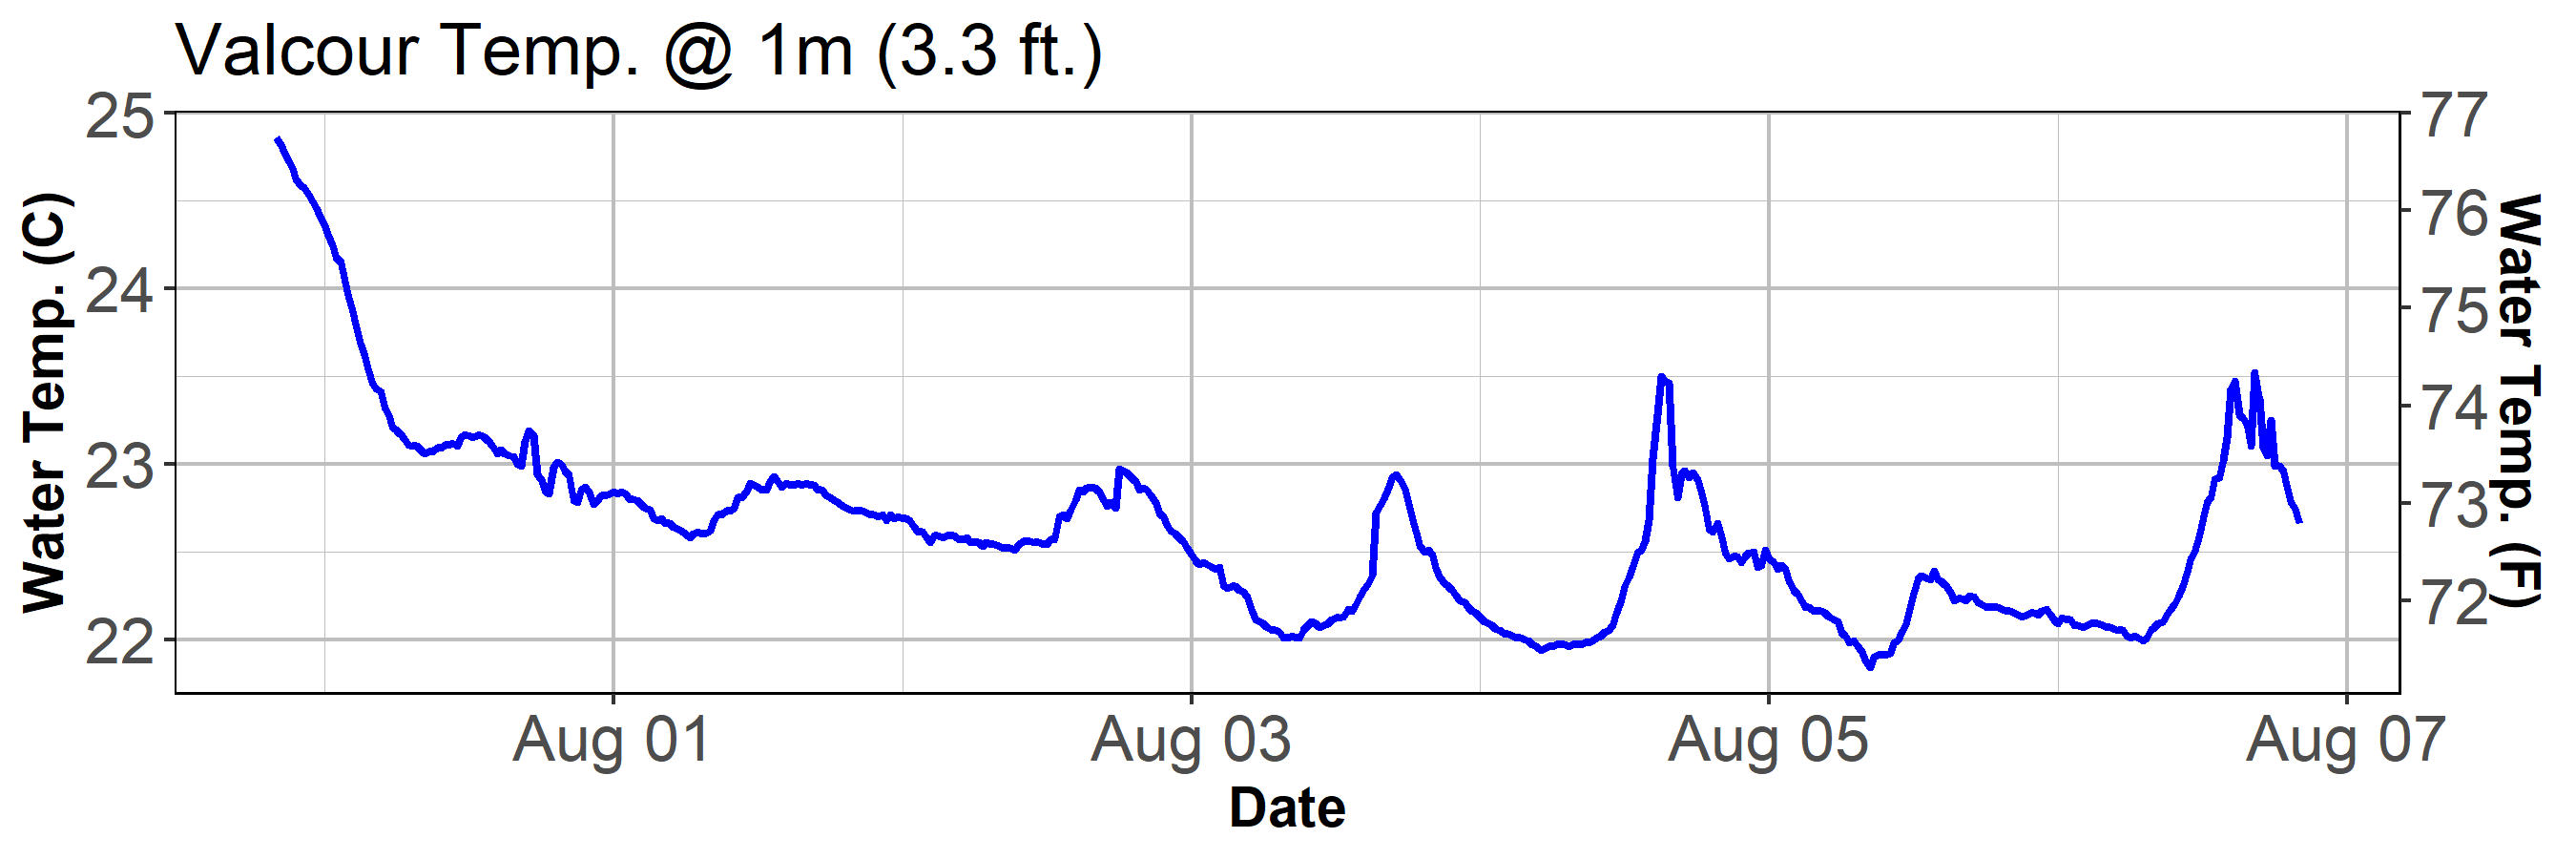 Valcour Temp. @ 1m (3.3 ft.)
Water Temp. (C)
25
24
23
22
77
76
75
74
73
72
Water Temp. (F)
Aug 01 Aug 03 Aug 05 Aug 07
Date